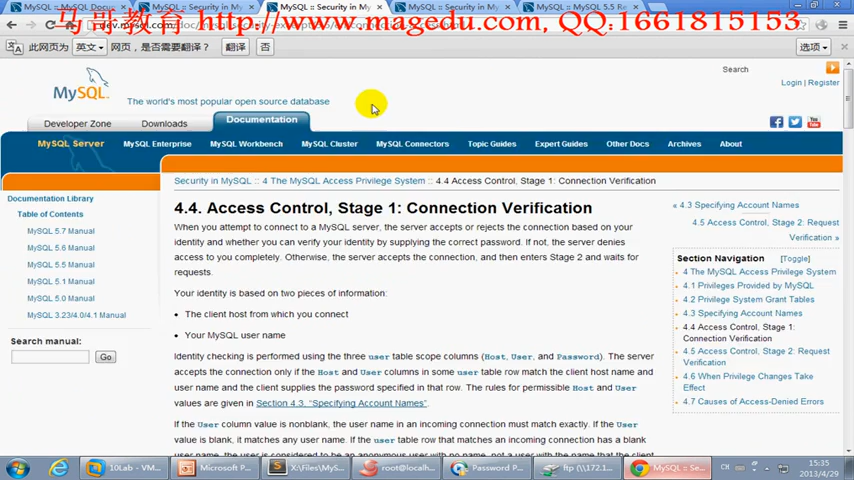 MySQL :: MySQL Docu
MySQL :: Security in My
MySQL :: Security in My
MySQL :: Security in My
MySQL :: MySQL 5.5 Re
马哥教育 http://www.magedu.com, QQ:1661815153
此网页为 英文 网页，是否需要翻译？ 翻译 否
选项
Search
Login | Register
MySQL
The world's most popular open source database
Developer Zone Downloads Documentation
MySQL Server MySQL Enterprise MySQL Workbench MySQL Cluster MySQL Connectors Topic Guides Expert Guides Other Docs Archives About
Documentation Library
Table of Contents
MySQL 5.7 Manual
MySQL 5.6 Manual
MySQL 5.5 Manual
MySQL 5.1 Manual
MySQL 5.0 Manual
MySQL 3.23/4.0/4.1 Manual
Search manual:
Go
Security in MySQL :: 4 The MySQL Access Privilege System :: 4.4 Access Control, Stage 1: Connection Verification
4.4. Access Control, Stage 1: Connection Verification
When you attempt to connect to a MySQL server, the server accepts or rejects the connection based on your
identity and whether you can verify your identity by supplying the correct password. If not, the server denies
access to you completely. Otherwise, the server accepts the connection, and then enters Stage 2 and waits for
requests.
Your identity is based on two pieces of information:
• The client host from which you connect
• Your MySQL user name
Identity checking is performed using the three user table scope columns (Host, User, and Password). The server
accepts the connection only if the Host and User columns in some user table row match the client host name and
user name and the client supplies the password specified in that row. The rules for permissible Host and User
values are given in Section 4.3, “Specifying Account Names”.
If the User column value is nonblank, the user name in an incoming connection must match exactly. If the User
value is blank, it matches any user name. If the user table row that matches an incoming connection has a blank
« 4.3 Specifying Account Names
4.5 Access Control, Stage 2: Request
Verification »
Section Navigation [Toggle]
4 The MySQL Access Privilege System
4.1 Privileges Provided by MySQL
4.2 Privilege System Grant Tables
4.3 Specifying Account Names
4.4 Access Control, Stage 1:
Connection Verification
4.5 Access Control, Stage 2: Request
Verification
4.6 When Privilege Changes Take
Effect
4.7 Causes of Access-Denied Errors
10Lab - VM...
Microsoft P...
X:\Files\MyS...
root@localh...
Password P...
ftp (\\172.1...
MySQL :: Se...
CH
15:35
2013/4/29